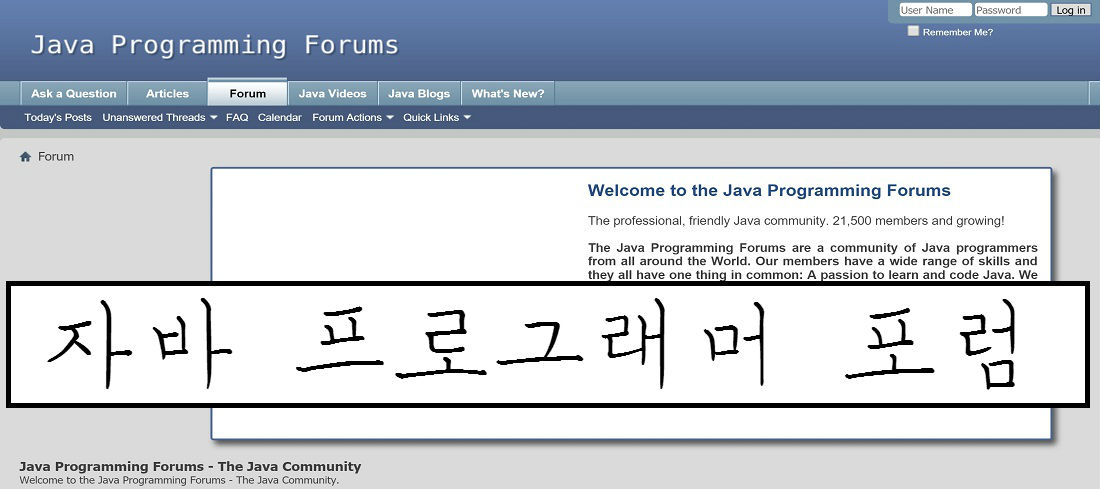 User Name Password Log in
Remember Me?
Java Programming Forums
Ask a Question Articles Forum Java Videos Java Blogs What's New?
Today's Posts Unanswered Threads FAQ Calendar Forum Actions Quick Links
Forum
Welcome to the Java Programming Forums
The professional, friendly Java community. 21,500 members and growing!
The Java Programming Forums are a community of Java programmers
from all around the World. Our members have a wide range of skills and
they all have one thing in common: A passion to learn and code Java. We
자바 프로그래머 포럼
Java Programming Forums - The Java Community
Welcome to the Java Programming Forums - The Java Community.